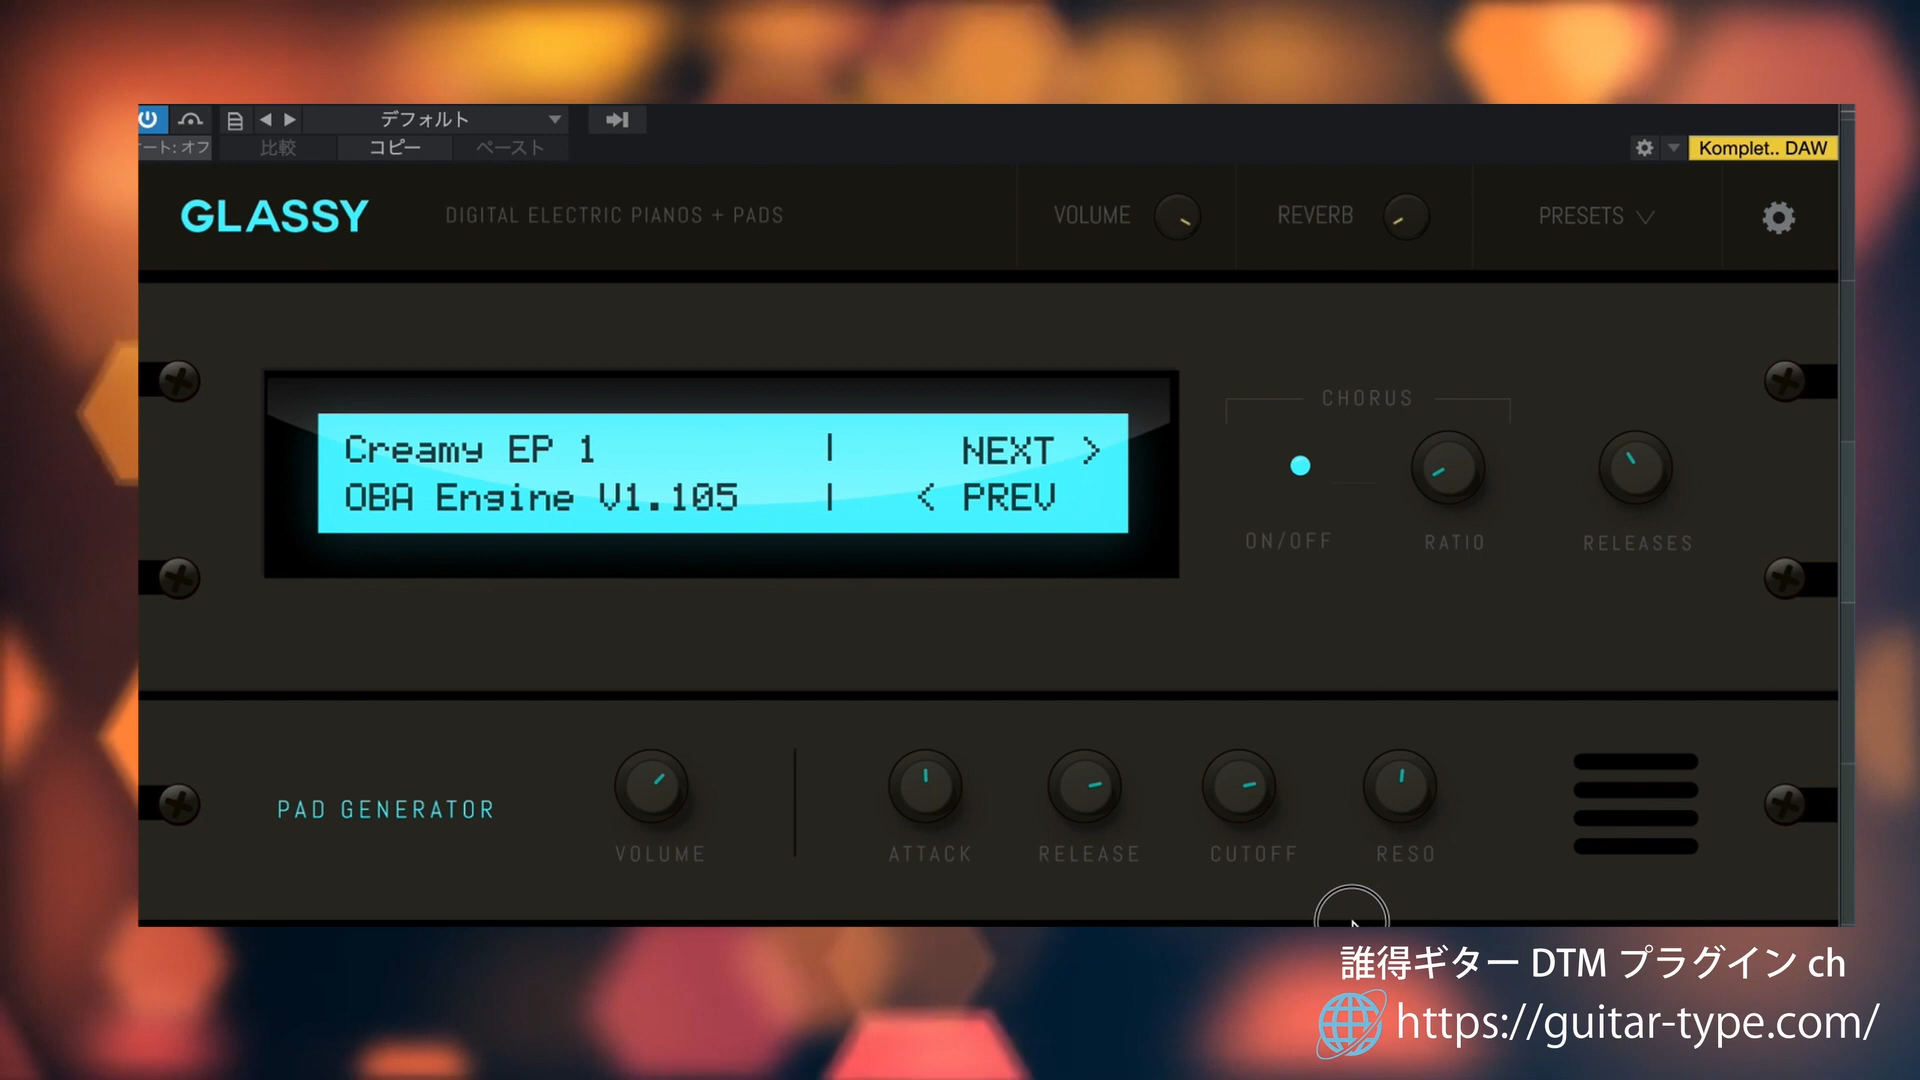 デフォルト
ート: オフ
比較
コピー
ペースト
Komplet.. DAW
GLASSY
DIGITAL ELECTRIC PIANOS + PADS
VOLUME
REVERB
PRESETS
Creamy EP 1 | NEXT >
OBA Engine V1.105 | < PREV
CHORUS
ON/OFF
RATIO
RELEASES
PAD GENERATOR
VOLUME
ATTACK
RELEASE
CUTOFF
RESO
誰得ギター DTM プラグイン ch
https://guitar-type.com/